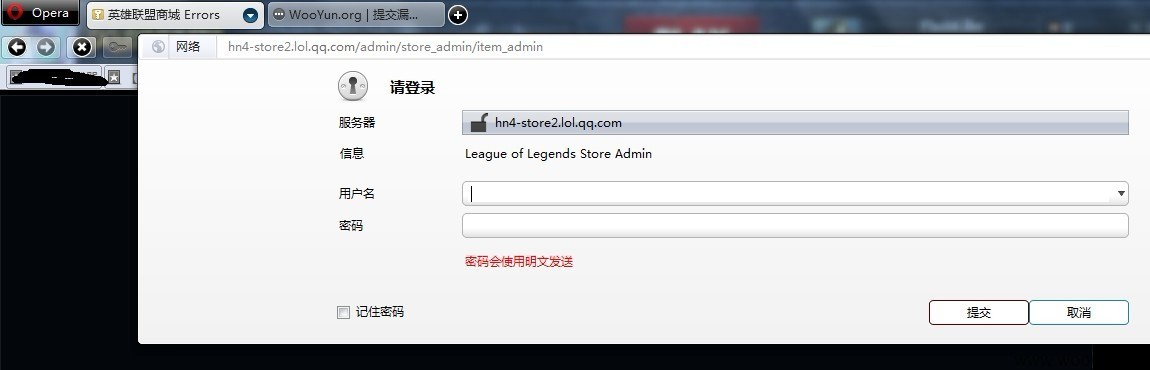 Opera
英雄联盟商城 Errors
WooYun.org | 提交漏...
网络
hn4-store2.lol.qq.com/admin/store_admin/item_admin
请登录
服务器
hn4-store2.lol.qq.com
信息
League of Legends Store Admin
用户名
密码
密码会使用明文发送
记住密码
提交
取消